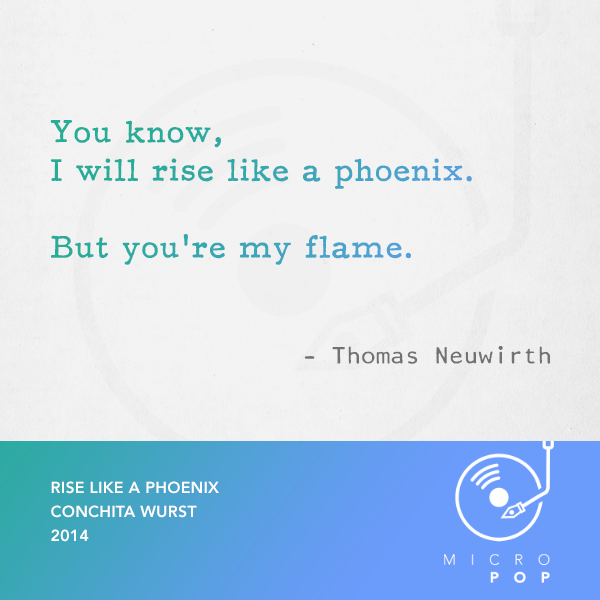 You know,
I will rise like a phoenix.
But you're my flame.
- Thomas Neuwirth
RISE LIKE A PHOENIX
CONCHITA WURST
2014
MICRO
POP